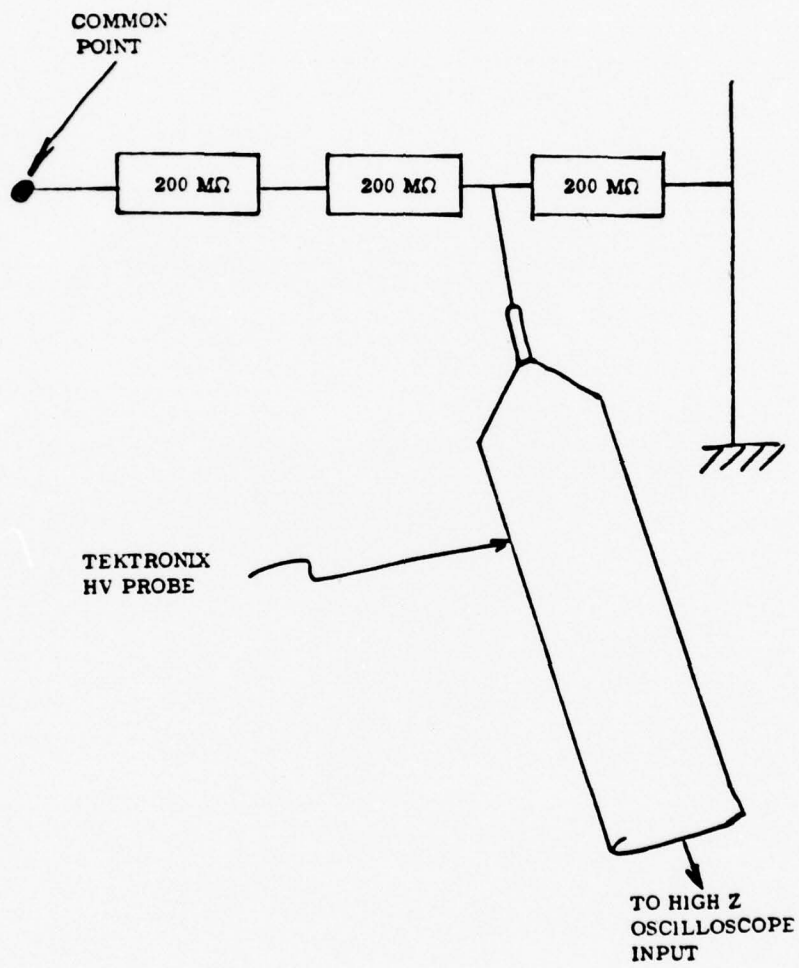 COMMON
POINT
200 MΩ
200 MΩ
200 MΩ
TEKTRONIX
HV PROBE
TO HIGH Z
OSCILLOSCOPE
INPUT